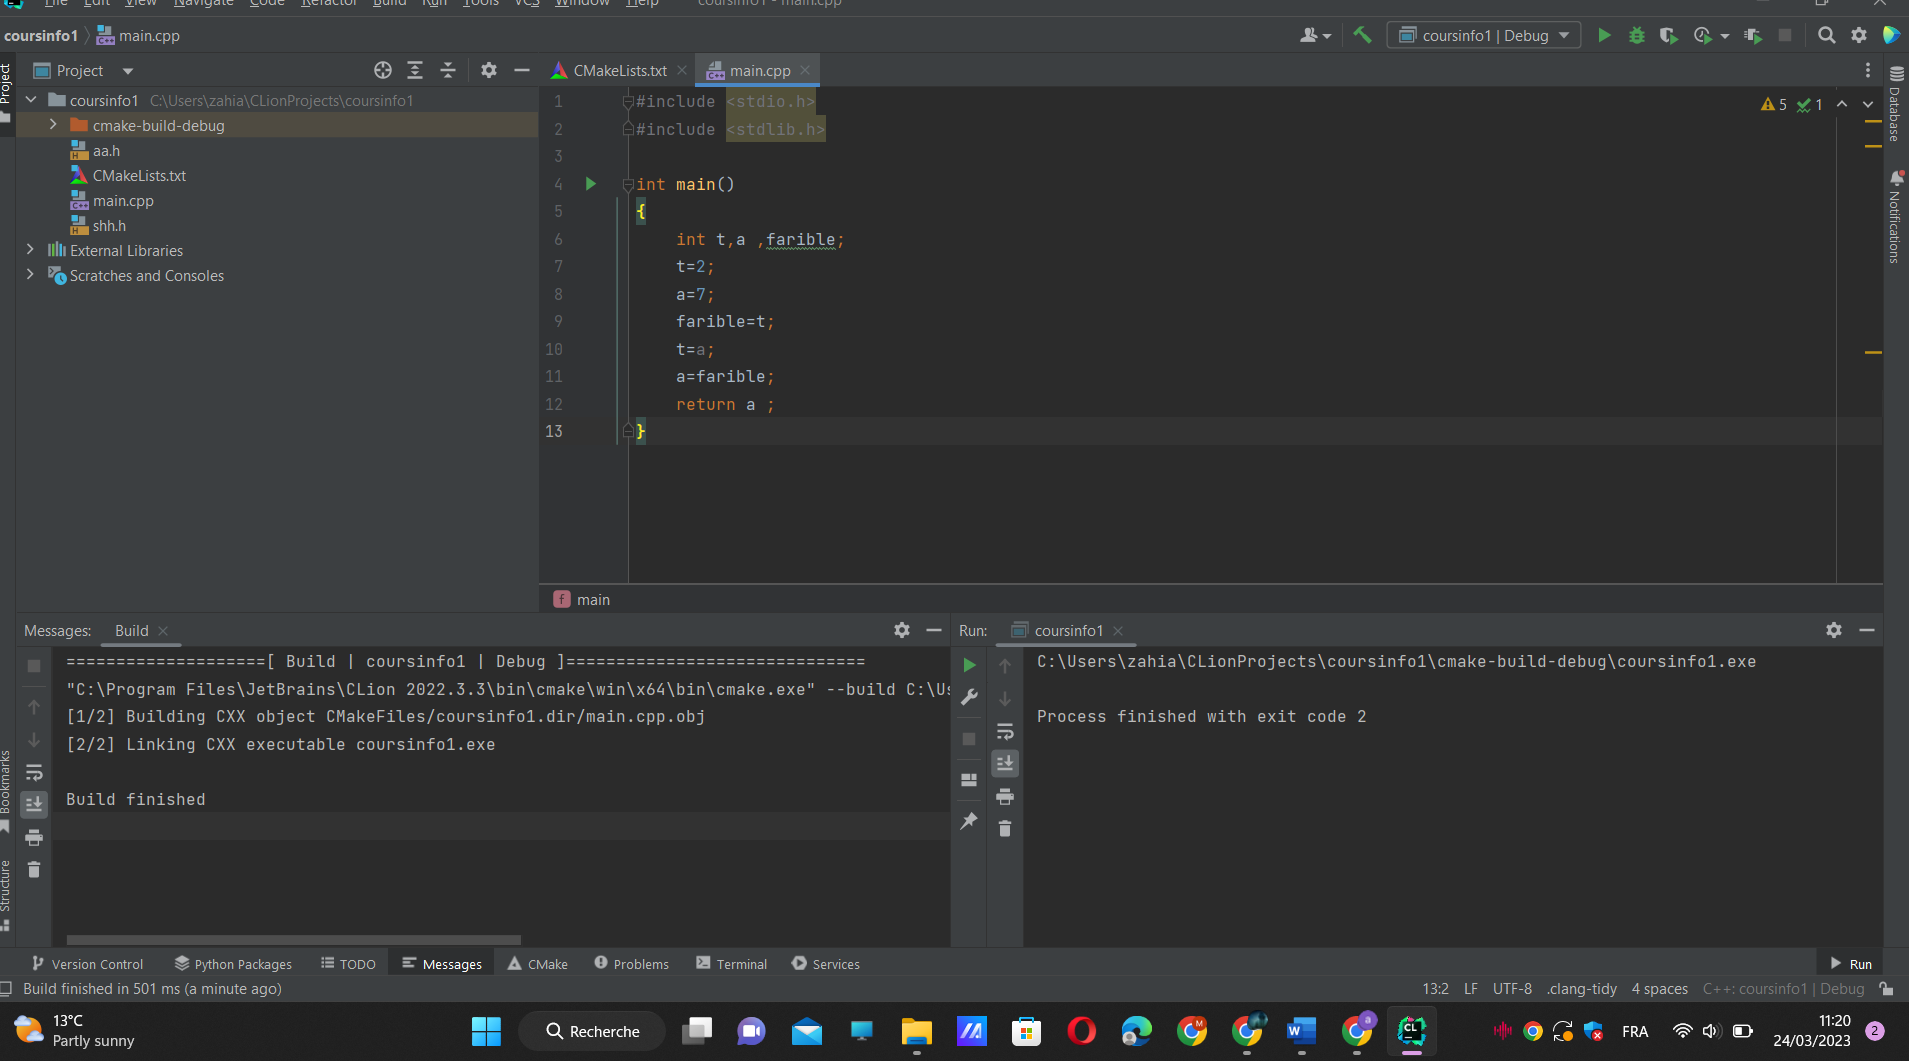 File Edit View Navigate Code Refactor Build Run Tools VCS Window Help coursinfo1 - main.cpp
coursinfo1 main.cpp
coursinfo1 | Debug
Project
Project
CMakeLists.txt
main.cpp
coursinfo1 C:\Users\zahia\CLionProjects\coursinfo1
cmake-build-debug
aa.h
CMakeLists.txt
main.cpp
shh.h
External Libraries
Scratches and Consoles
1 #include <stdio.h>
2 #include <stdlib.h>
3
4 int main()
5 {
6 int t,a ,farible;
7 t=2;
8 a=7;
9 farible=t;
10 t=a;
11 a=farible;
12 return a ;
13 }
5 1
Database
Notifications
main
Messages: Build
====================[ Build | coursinfo1 | Debug ]==============================
"C:\Program Files\JetBrains\CLion 2022.3.3\bin\cmake\win\x64\bin\cmake.exe" --build C:\Us
[1/2] Building CXX object CMakeFiles/coursinfo1.dir/main.cpp.obj
[2/2] Linking CXX executable coursinfo1.exe
Build finished
Run: coursinfo1
C:\Users\zahia\CLionProjects\coursinfo1\cmake-build-debug\coursinfo1.exe
Process finished with exit code 2
Bookmarks
Structure
Version Control Python Packages TODO Messages CMake Problems Terminal Services Run
Build finished in 501 ms (a minute ago)
13:2 LF UTF-8 .clang-tidy 4 spaces C++: coursinfo1 | Debug
13°C
Partly sunny
Recherche
FRA
11:20
24/03/2023
2